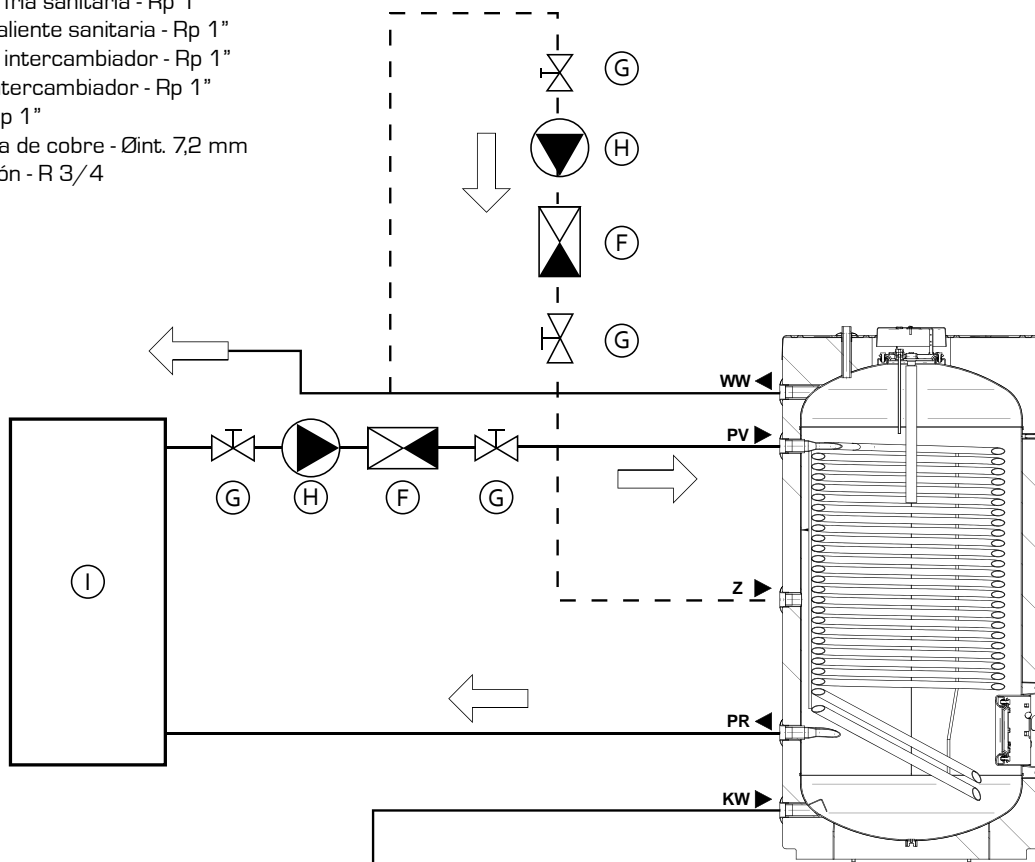 fría sanitaria - Rp 1"
aliente sanitaria - Rp 1"
intercambiador - Rp 1"
ntercambiador - Rp 1"
p 1"
a de cobre - Øint. 7,2 mm
ón - R 3/4
G
H
F
G
WW
PV
G
H
F
G
I
Z
PR
KW